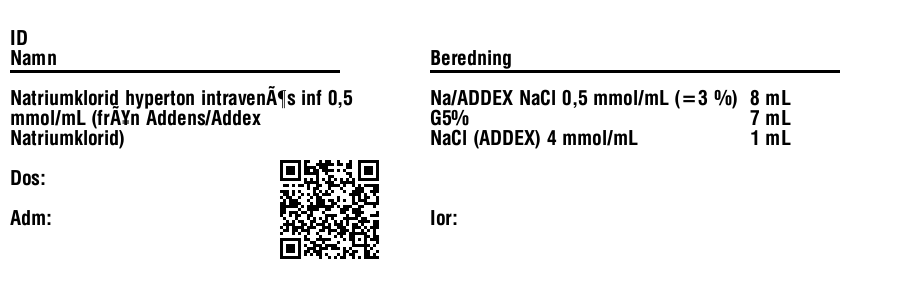 ID
Namn
Beredning
Natriumklorid hyperton intravenÃ¶s inf 0,5
mmol/mL (frÃ¥n Addens/Addex
Natriumklorid)
Na/ADDEX NaCl 0,5 mmol/mL (=3 %) 8 mL
G5% 7 mL
NaCl (ADDEX) 4 mmol/mL 1 mL
Dos:
Adm:
Ior: